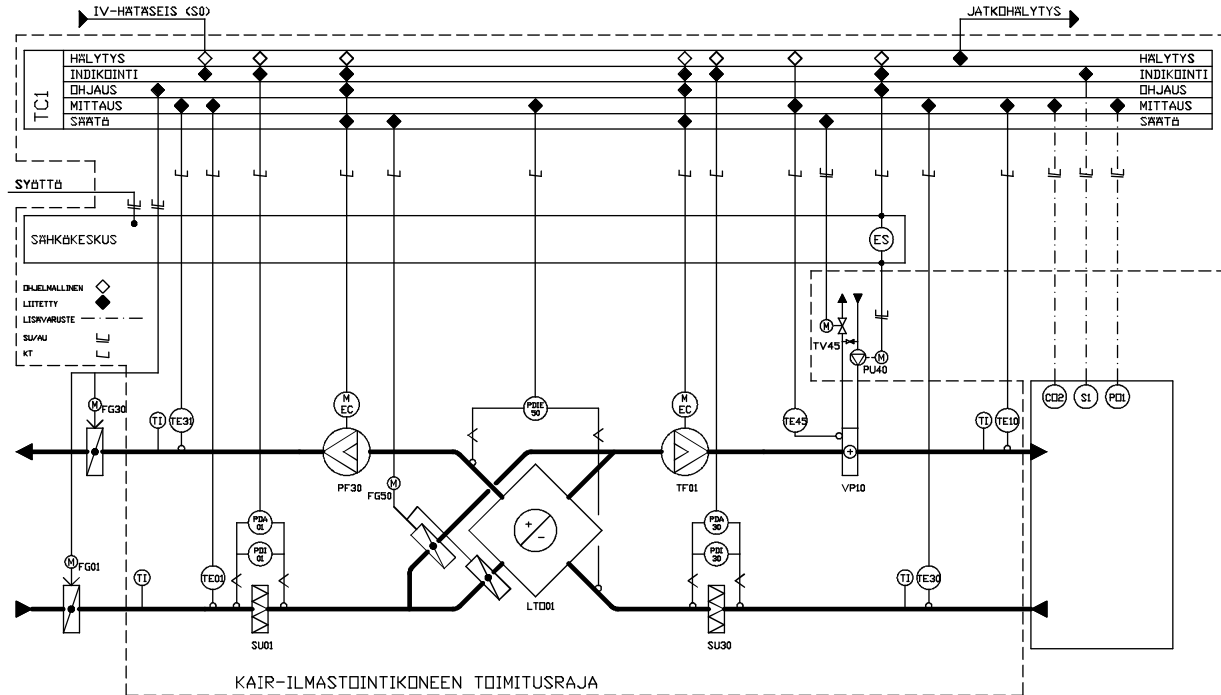 IV-HÄTÄSEIS (S0)
JATKOHÄLYTYS
TC1
HÄLYTYS
INDIKOINTI
OHJAUS
MITTAUS
SÄÄTÖ
HÄLYTYS
INDIKOINTI
OHJAUS
MITTAUS
SÄÄTÖ
SYÖTTÖ
SÄHKÖKESKUS
ES
OHJELMALLINEN
LIITETTY
LISÄVARUSTE
SU/AU
KT
M
TV45
M
PU40
CO2
S1
PO1
M
FG30
TI
TE31
M
EC
PF30
PDIE
50
M
EC
TF01
TE45
VP10
TI
TE10
M
FG50
PDA
01
PDI
01
PDA
30
PDI
30
M
FG01
TI
TE01
SU01
+
-
LTO01
SU30
TI
TE30
KAIR-ILMASTOINTIKONEEN TOIMITUSRAJA